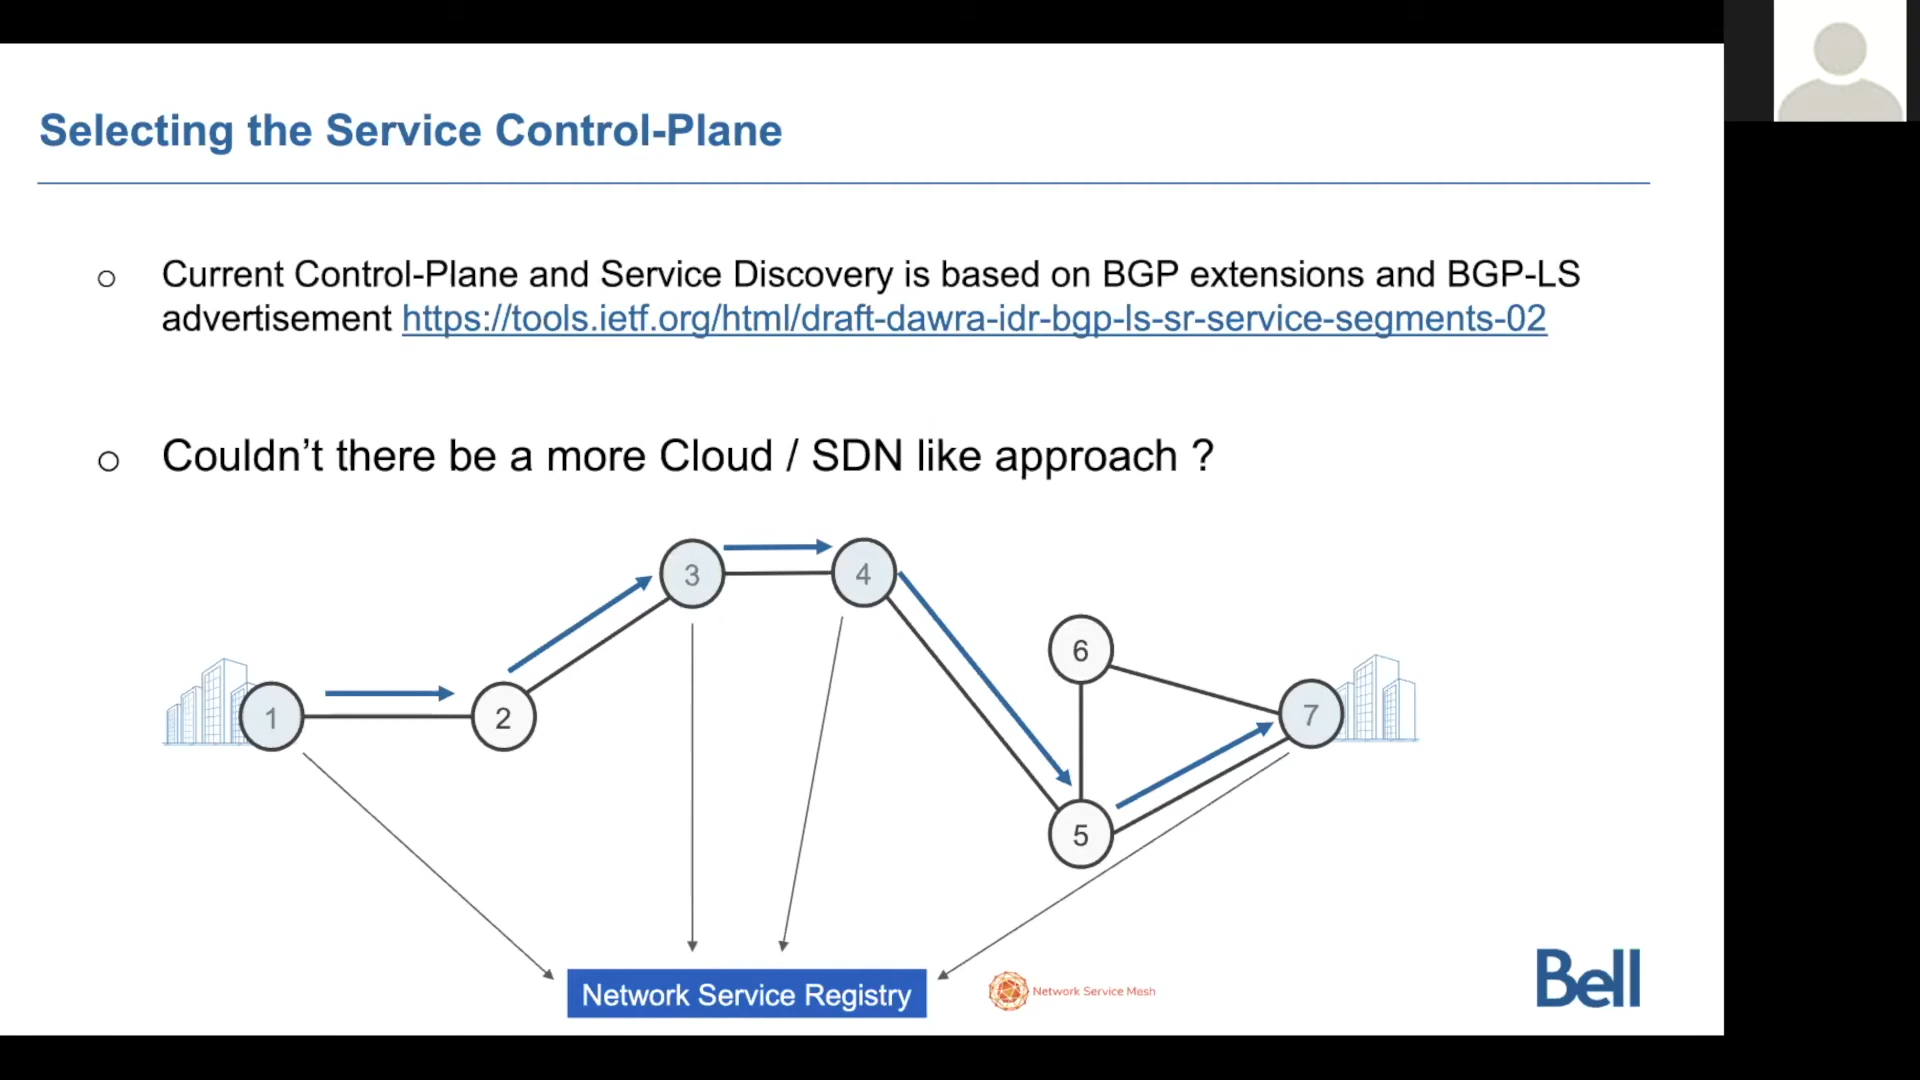 Selecting the Service Control-Plane
o Current Control-Plane and Service Discovery is based on BGP extensions and BGP-LS
advertisement https://tools.ietf.org/html/draft-dawra-idr-bgp-ls-sr-service-segments-02
o Couldn’t there be a more Cloud / SDN like approach ?
3
4
6
1
2
7
5
Network Service Registry
Network Service Mesh
Bell